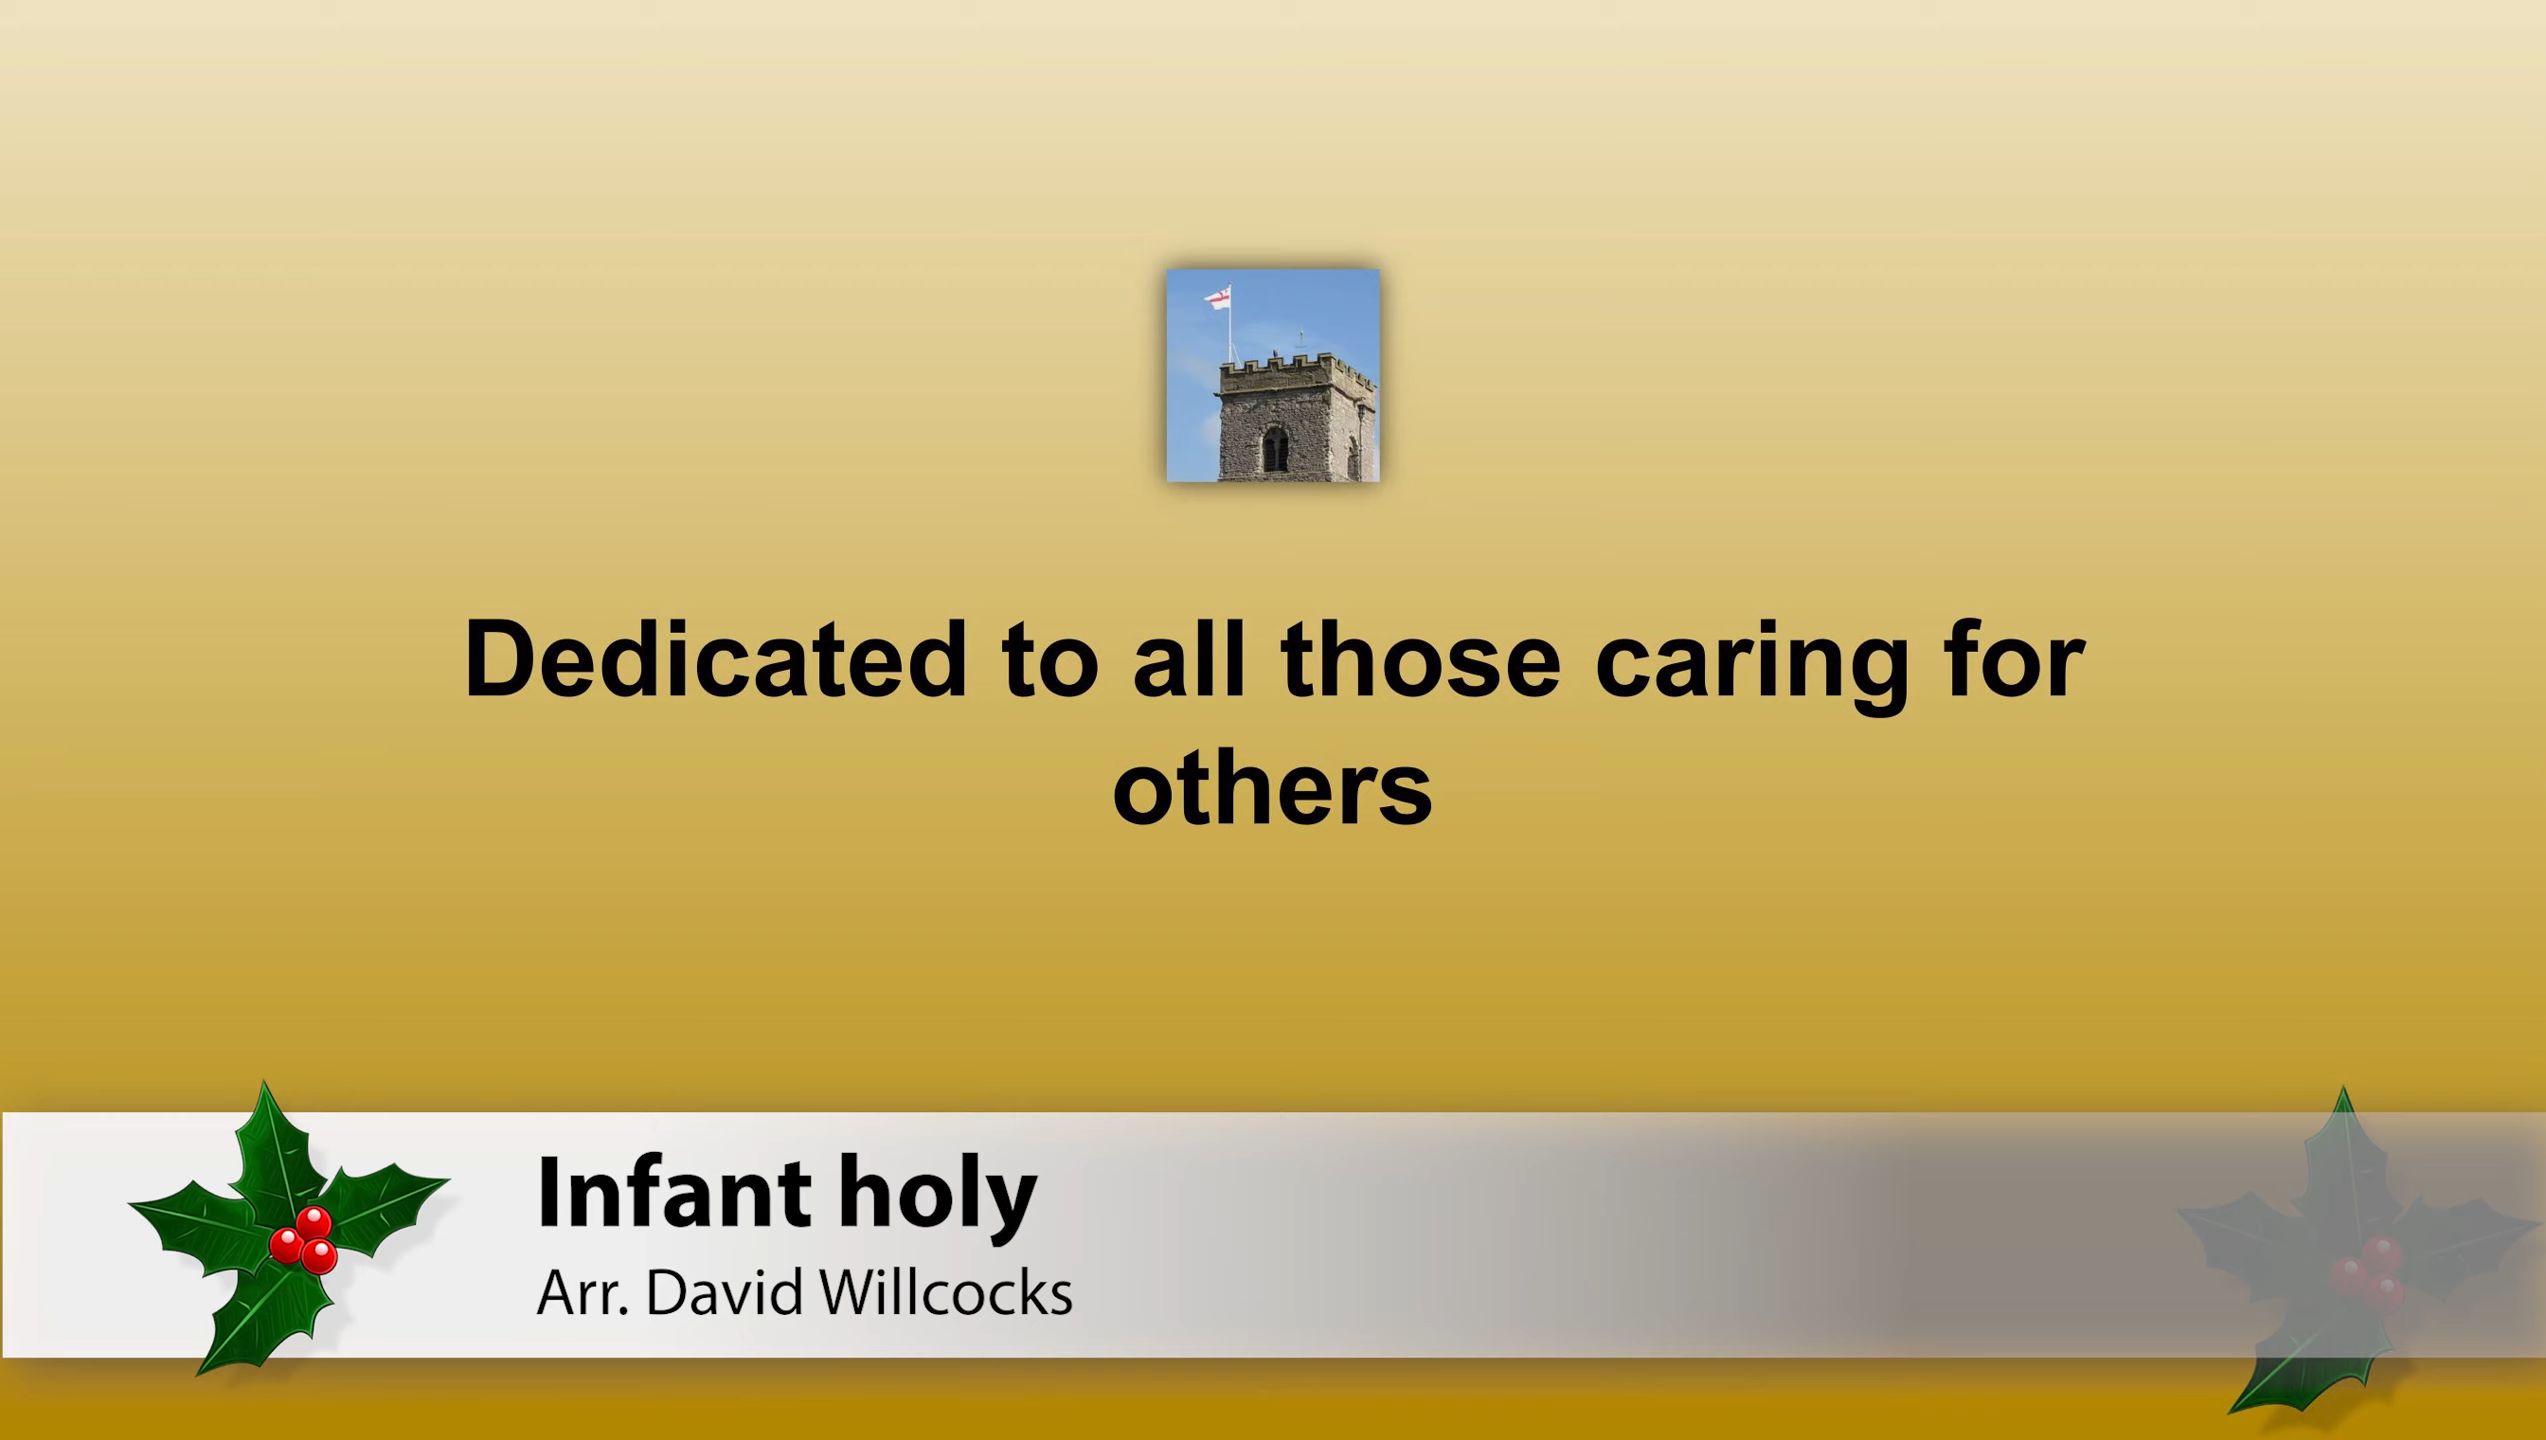 Dedicated to all those caring for
others
Infant holy
Arr. David Willcocks